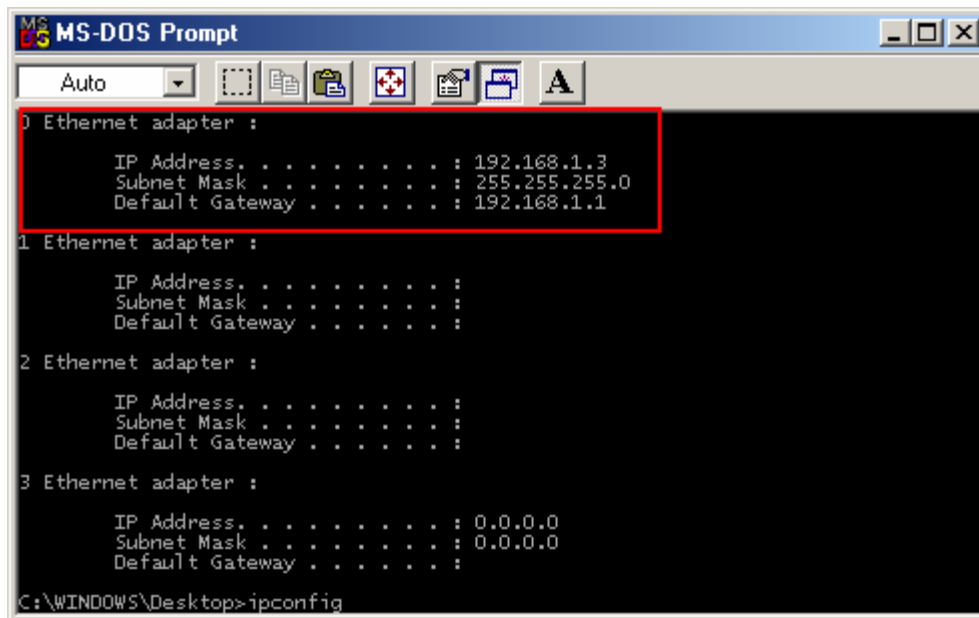 MS-DOS Prompt
Auto A
0 Ethernet adapter :
IP Address. . . . . . . . . : 192.168.1.3
Subnet Mask . . . . . . . . : 255.255.255.0
Default Gateway . . . . . . : 192.168.1.1
1 Ethernet adapter :
IP Address. . . . . . . . . :
Subnet Mask . . . . . . . . :
Default Gateway . . . . . . :
2 Ethernet adapter :
IP Address. . . . . . . . . :
Subnet Mask . . . . . . . . :
Default Gateway . . . . . . :
3 Ethernet adapter :
IP Address. . . . . . . . . : 0.0.0.0
Subnet Mask . . . . . . . . : 0.0.0.0
Default Gateway . . . . . . :
C:\WINDOWS\Desktop>ipconfig